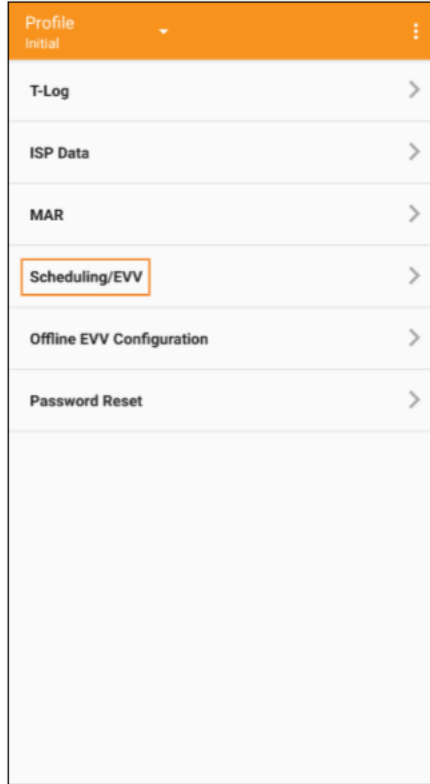 Profile
Initial
T-Log
ISP Data
MAR
Scheduling/EVV
Offline EVV Configuration
Password Reset